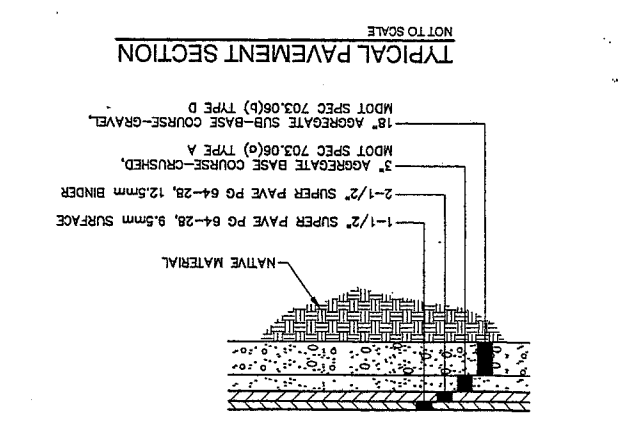 NATIVE MATERIAL
1-1/2" SUPER PAVE PG 64-28, 9.5mm SURFACE
2-1/2" SUPER PAVE PG 64-28, 12.5mm BINDER
3" AGGREGATE BASE COURSE-CRUSHED,
MDOT SPEC 703.06(a) TYPE A
18" AGGREGATE SUB-BASE COURSE-GRAVEL,
MDOT SPEC 703.06(b) TYPE D
TYPICAL PAVEMENT SECTION
NOT TO SCALE